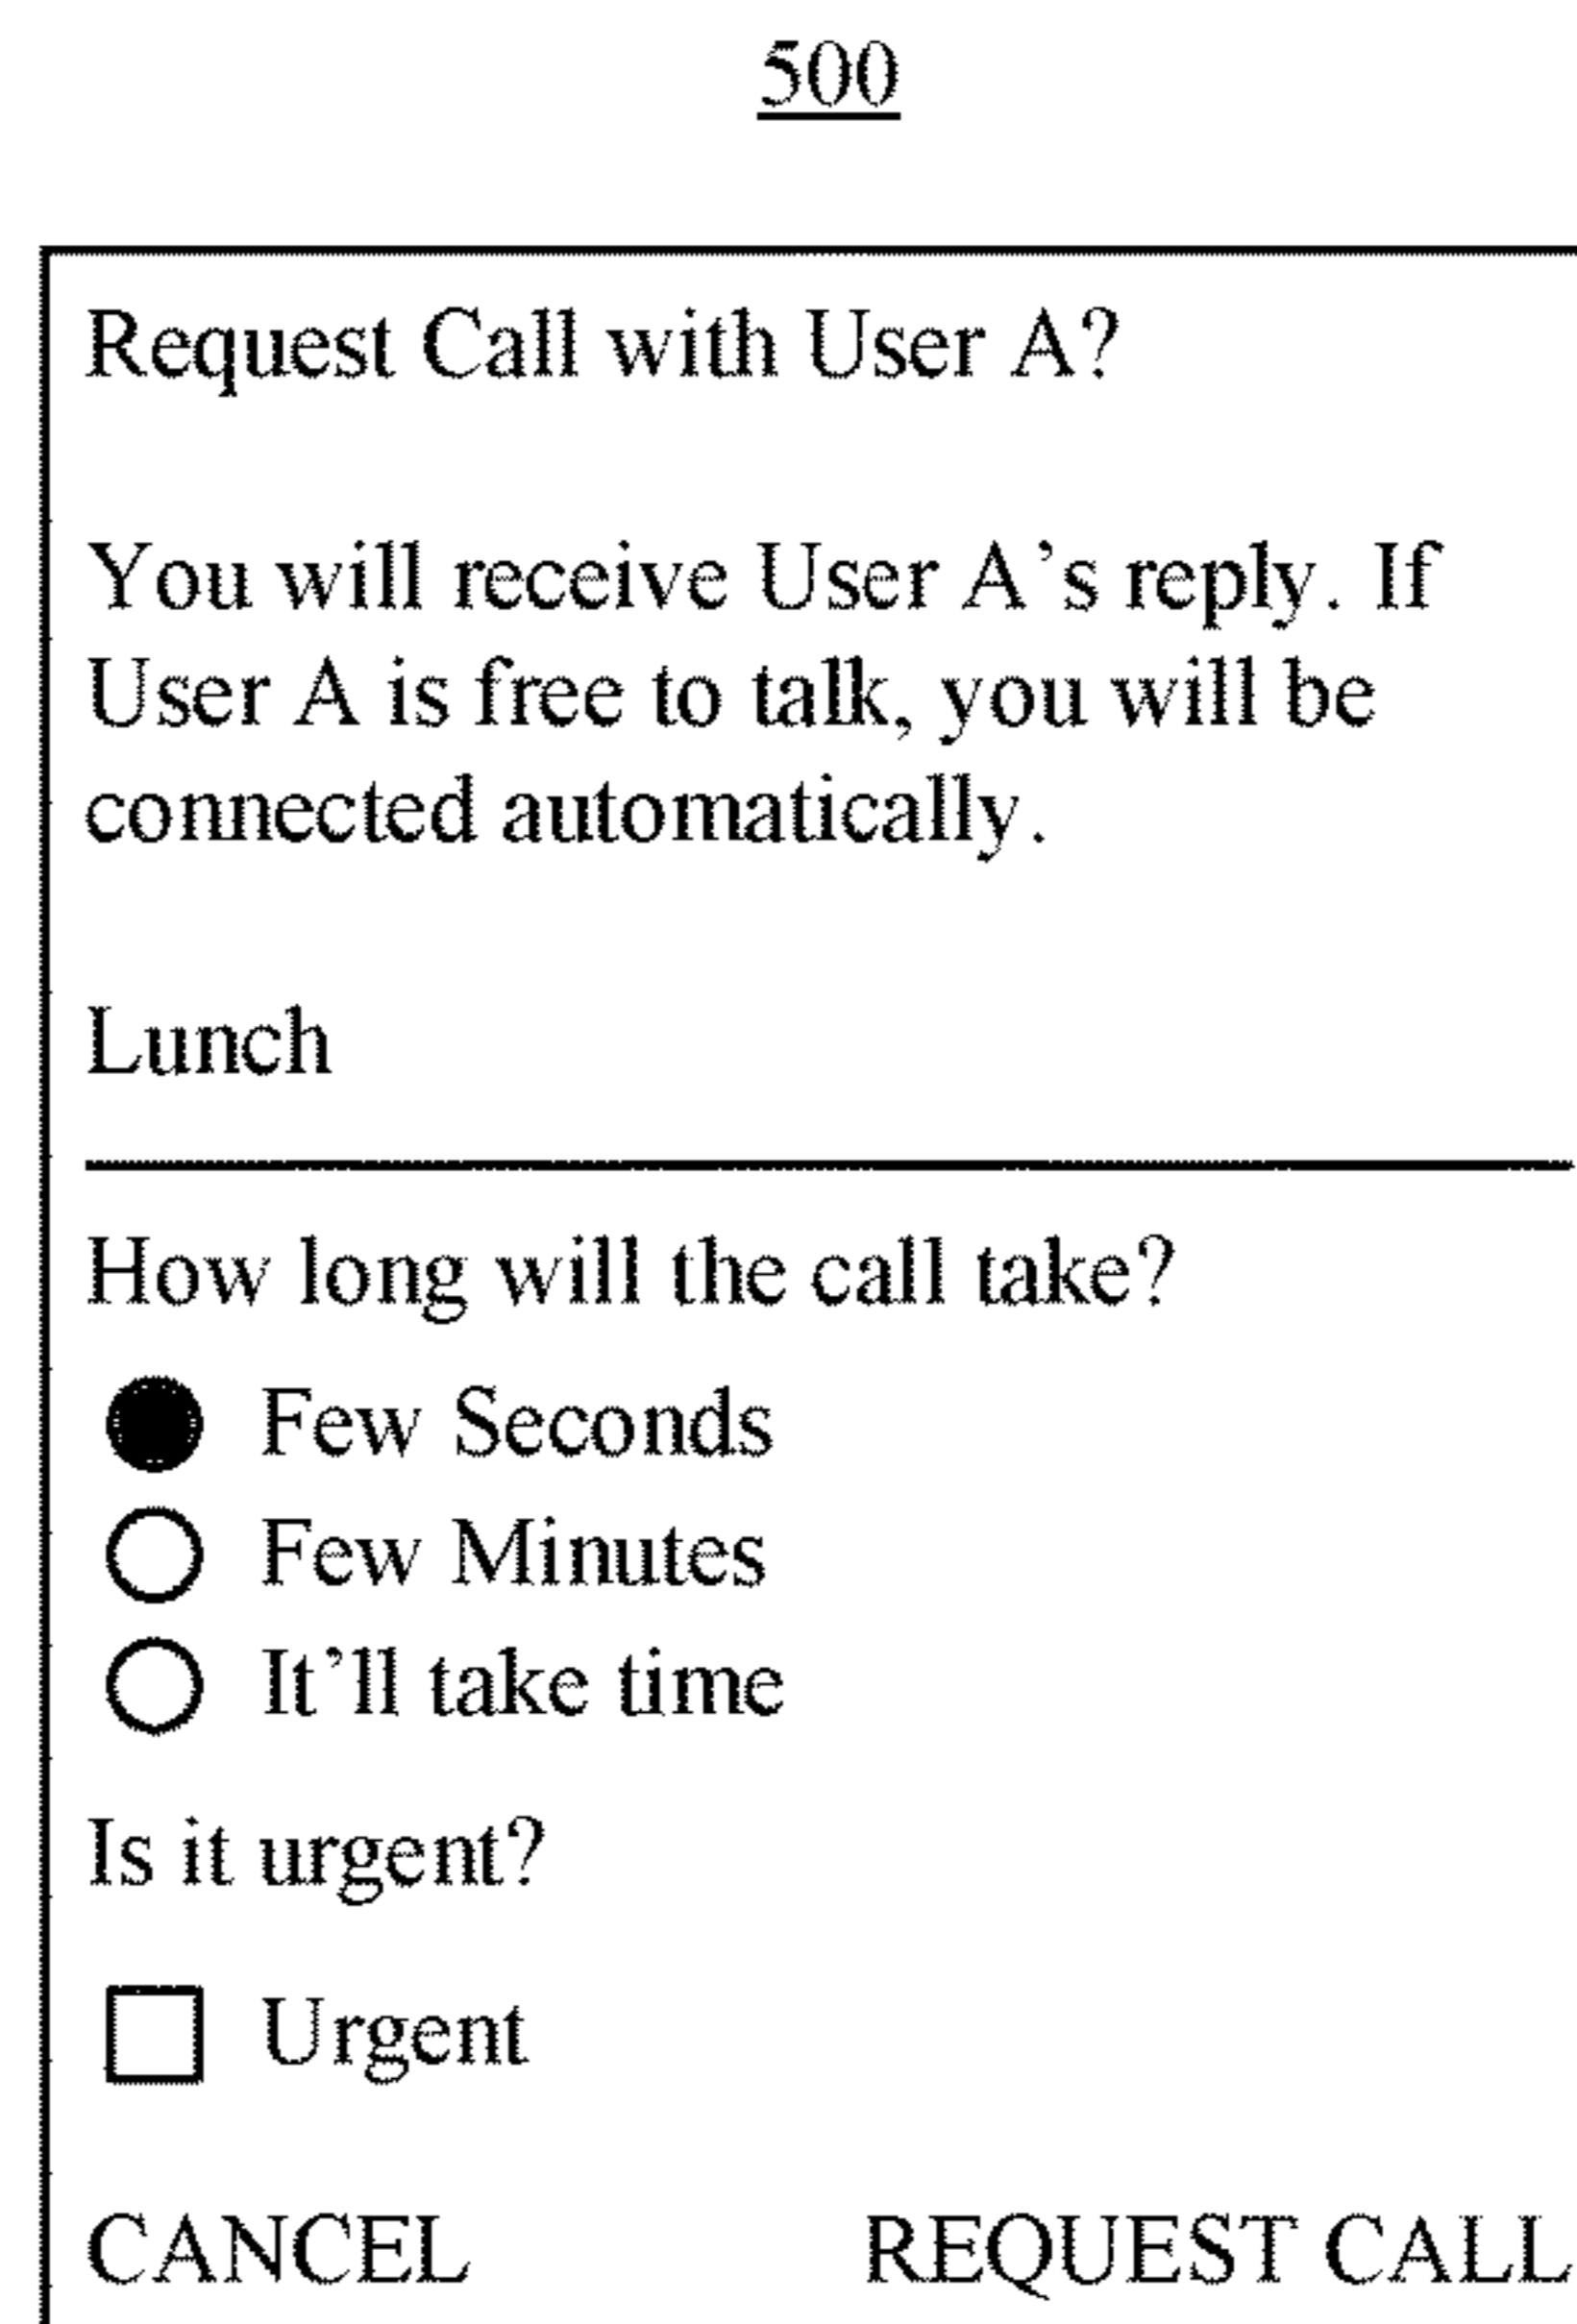 500
Request Call with User A?
You will receive User A’s reply. If
User A is free to talk, you will be
connected automatically.
Lunch
How long will the call take?
Few Seconds
Few Minutes
It’ll take time
Is it urgent?
Urgent
CANCEL REQUEST CALL